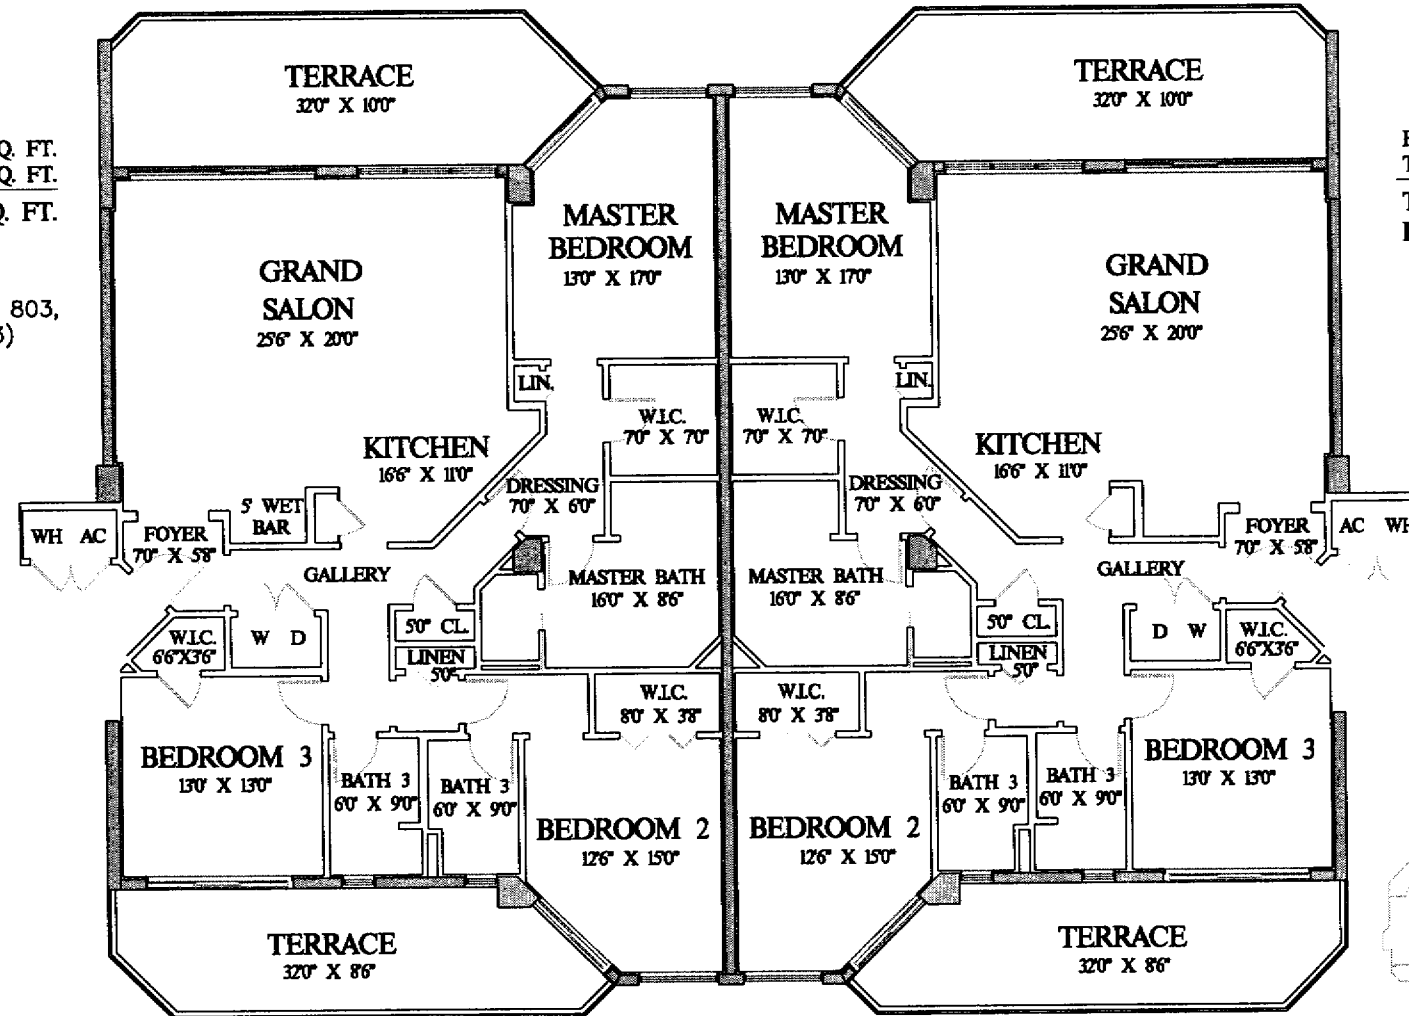 TERRACE
32'0" X 10'0"
TERRACE
32'0" X 10'0"
Q. FT.
Q. FT.
Q. FT.
803,
GRAND
SALON
25'6" X 20'0"
MASTER
BEDROOM
13'0" X 17'0"
MASTER
BEDROOM
13'0" X 17'0"
GRAND
SALON
25'6" X 20'0"
LIN.
W.I.C.
7'0" X 7'0"
W.I.C.
7'0" X 7'0"
LIN.
KITCHEN
16'6" X 11'0"
KITCHEN
16'6" X 11'0"
DRESSING
7'0" X 6'0"
DRESSING
7'0" X 6'0"
WH AC
FOYER
7'0" X 5'8"
5' WET
BAR
FOYER
7'0" X 5'8"
AC WH
GALLERY
MASTER BATH
16'0" X 8'6"
MASTER BATH
16'0" X 8'6"
GALLERY
W.I.C.
6'6"X3'6"
W D
5'0" CL.
LINEN
5'0"
5'0" CL.
LINEN
5'0"
D W
W.I.C.
6'6"X3'6"
W.I.C.
8'0" X 3'8"
W.I.C.
8'0" X 3'8"
BEDROOM 3
13'0' X 13'0"
BATH 3
6'0' X 9'0"
BATH 3
6'0' X 9'0"
BEDROOM 2
12'6" X 15'0"
BEDROOM 2
12'6" X 15'0"
BATH 3
6'0' X 9'0"
BATH 3
6'0' X 9'0"
BEDROOM 3
13'0' X 13'0"
TERRACE
32'0" X 8'6"
TERRACE
32'0" X 8'6"